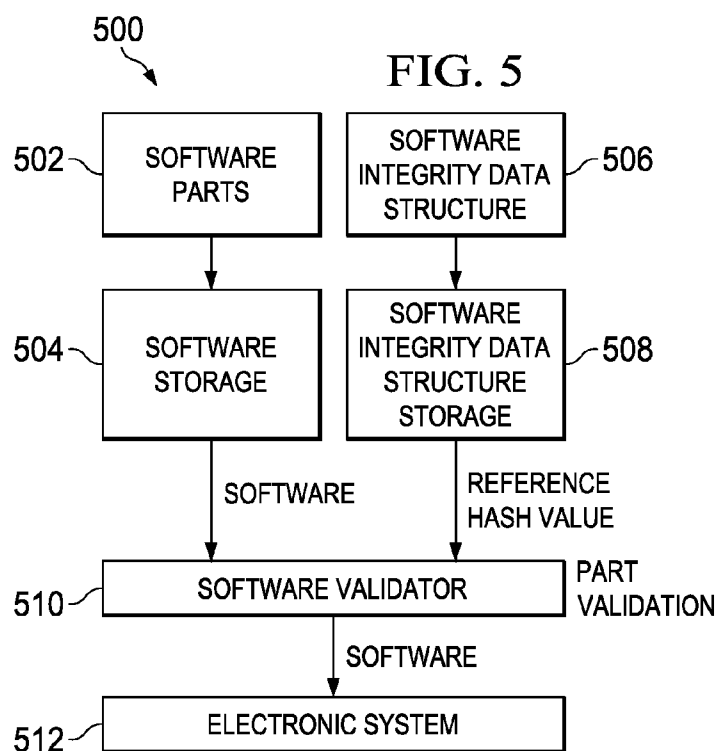 500
FIG. 5
502
SOFTWARE
PARTS
SOFTWARE
INTEGRITY DATA
STRUCTURE
506
504
SOFTWARE
STORAGE
SOFTWARE
INTEGRITY DATA
STRUCTURE
STORAGE
508
SOFTWARE
REFERENCE
HASH VALUE
510
SOFTWARE VALIDATOR
PART
VALIDATION
SOFTWARE
512
ELECTRONIC SYSTEM